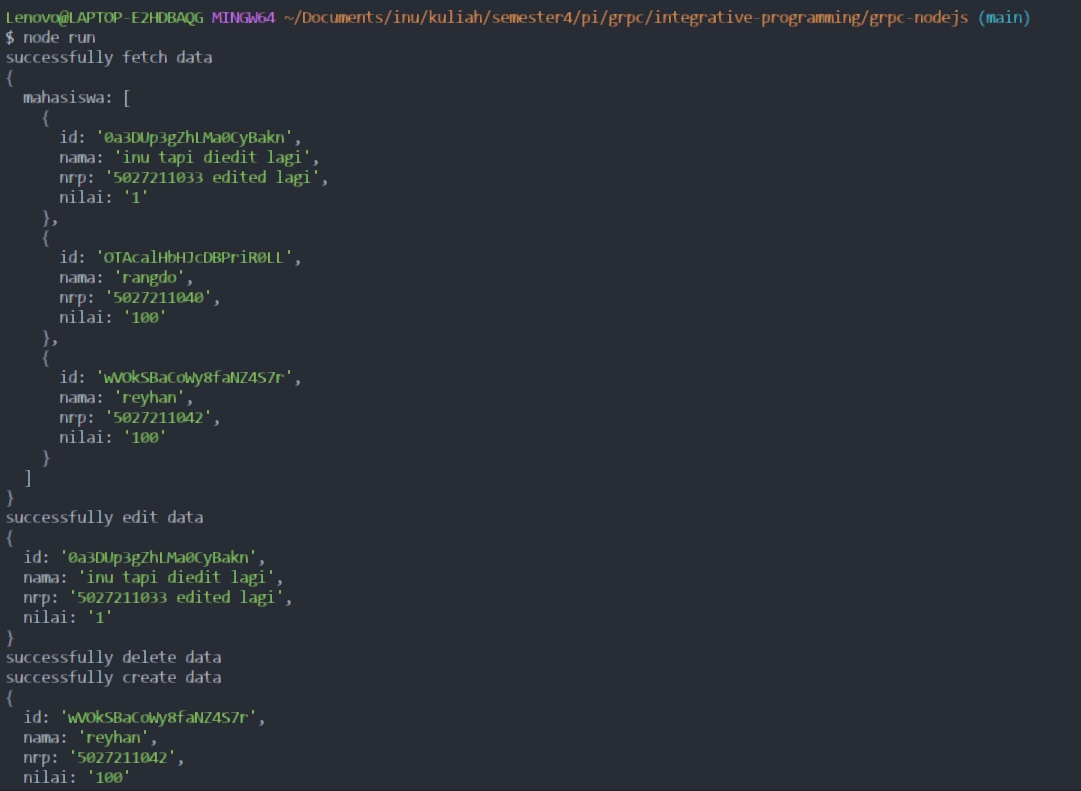 Lenovo@LAPTOP-E2HDBAQG MINGW64 ~/Documents/inu/kuliah/semester4/pi/grpc/integrative-programming/grpc-nodejs (main)
$ node run
successfully fetch data
{
  mahasiswa: [
    {
      id: '0a3DUp3gZhLMa0CyBakn',
      nama: 'inu tapi diedit lagi',
      nrp: '5027211033 edited lagi',
      nilai: '1'
    },
    {
      id: 'OTAcalHbHJcDBPriR0LL',
      nama: 'rangdo',
      nrp: '5027211040',
      nilai: '100'
    },
    {
      id: 'wVOkSBaCoWy8faNZ4S7r',
      nama: 'reyhan',
      nrp: '5027211042',
      nilai: '100'
    }
  ]
}
successfully edit data
{
  id: '0a3DUp3gZhLMa0CyBakn',
  nama: 'inu tapi diedit lagi',
  nrp: '5027211033 edited lagi',
  nilai: '1'
}
successfully delete data
successfully create data
{
  id: 'wVOkSBaCoWy8faNZ4S7r',
  nama: 'reyhan',
  nrp: '5027211042',
  nilai: '100'